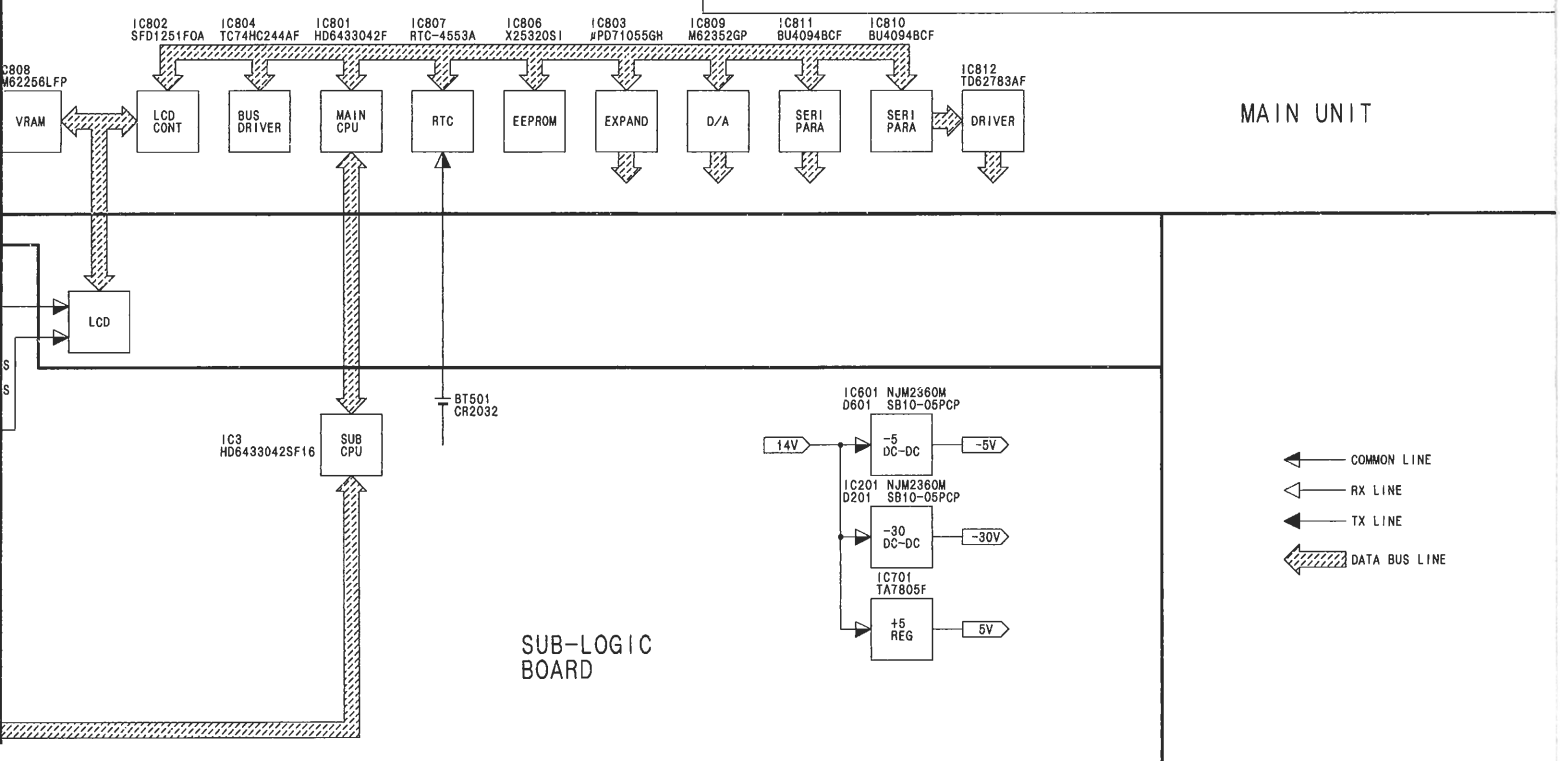 IC802
SFD1251F0A
IC804
TC74HC244AF
IC801
HD6433042F
IC807
RTC-4553A
IC806
X25320SI
IC803
µPD71055GH
IC809
M62352GP
IC811
BU4094BCF
IC810
BU4094BCF
C808
M62256LFP
IC812
TD62783AF
VRAM
LCD
CONT
BUS
DRIVER
MAIN
CPU
RTC
EEPROM
EXPAND
D/A
SERI
PARA
SERI
PARA
DRIVER
MAIN UNIT
LCD
S
S
BT501
CR2032
IC3
HD6433042SF16
SUB
CPU
IC601 NJM2360M
D601 SB10-05PCP
14V
-5
DC-DC
-5V
IC201 NJM2360M
D201 SB10-05PCP
-30
DC-DC
-30V
IC701
TA7805F
+5
REG
5V
COMMON LINE
RX LINE
TX LINE
DATA BUS LINE
SUB-LOGIC
BOARD